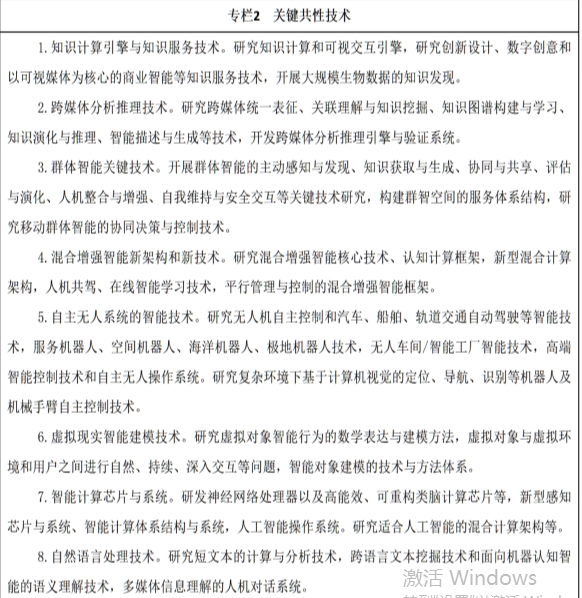 专栏2 关键共性技术
1.知识计算引擎与知识服务技术。研究知识计算和可视交互引擎，研究创新设计、数字创意和
以可视媒体为核心的商业智能等知识服务技术，开展大规模生物数据的知识发现。
2.跨媒体分析推理技术。研究跨媒体统一表征、关联理解与知识挖掘、知识图谱构建与学习、
知识演化与推理、智能描述与生成等技术，开发跨媒体分析推理引擎与验证系统。
3.群体智能关键技术。开展群体智能的主动感知与发现、知识获取与生成、协同与共享、评估
与演化、人机整合与增强、自我维持与安全交互等关键技术研究，构建群智空间的服务体系结构，研
究移动群体智能的协同决策与控制技术。
4.混合增强智能新架构和新技术。研究混合增强智能核心技术、认知计算框架，新型混合计算
架构，人机共驾、在线智能学习技术，平行管理与控制的混合增强智能框架。
5.自主无人系统的智能技术。研究无人机自主控制和汽车、船舶、轨道交通自动驾驶等智能技
术，服务机器人、空间机器人、海洋机器人、极地机器人技术，无人车间/智能工厂智能技术，高端
智能控制技术和自主无人操作系统。研究复杂环境下基于计算机视觉的定位、导航、识别等机器人及
机械手臂自主控制技术。
6.虚拟现实智能建模技术。研究虚拟对象智能行为的数学表达与建模方法，虚拟对象与虚拟环
境和用户之间进行自然、持续、深入交互等问题，智能对象建模的技术与方法体系。
7.智能计算芯片与系统。研发神经网络处理器以及高能效、可重构类脑计算芯片等，新型感知
芯片与系统、智能计算体系结构与系统，人工智能操作系统。研究适合人工智能的混合计算架构等。
8.自然语言处理技术。研究短文本的计算与分析技术，跨语言文本挖掘技术和面向机器认知智
能的语义理解技术，多媒体信息理解的人机对话系统。
激活 Windows